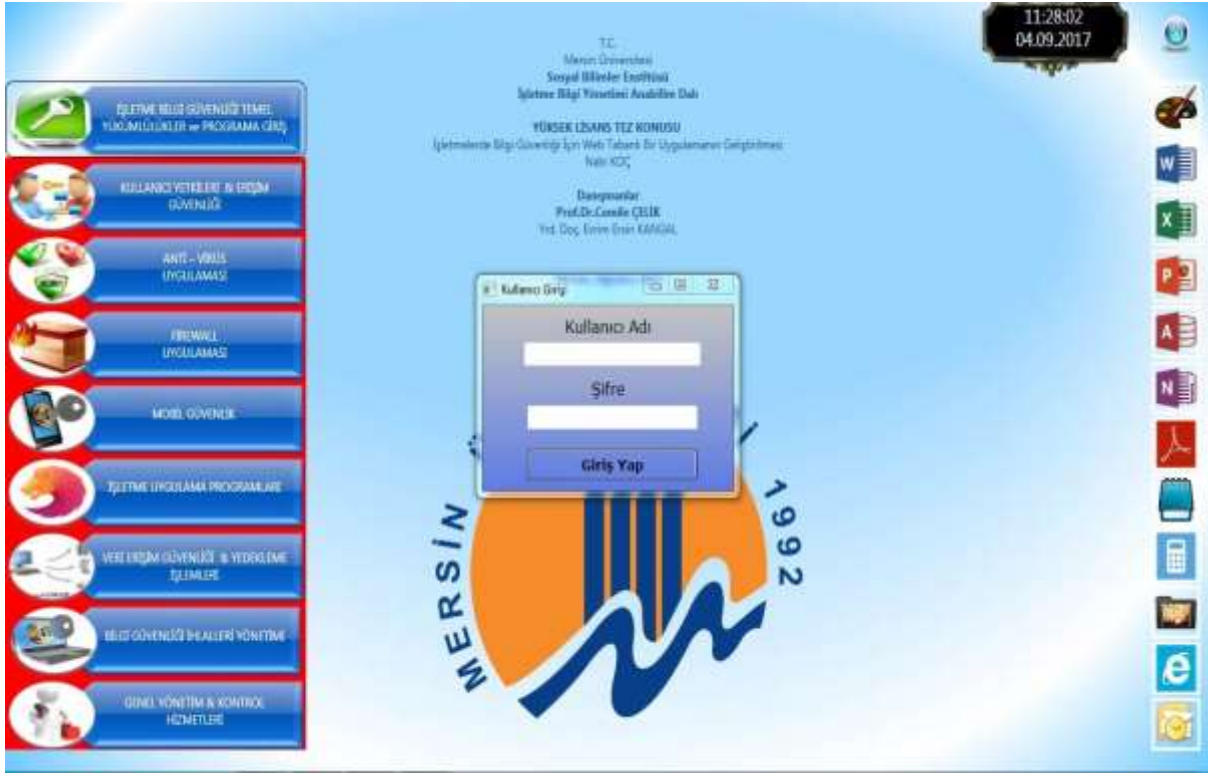 11:28:02
04.09.2017
T.C.
Mersin Üniversitesi
Sosyal Bilimler Enstitüsü
İşletme Bilgi Yönetimi Anabilim Dalı
YÜKSEK LİSANS TEZ KONUSU
İşletmelerde Bilgi Güvenliği İçin Web Tabanlı Bir Uygulamanın Geliştirilmesi
KOÇ
Danışmanlar
Prof.Dr.Cemile ÇELİK
Yrd. Doç. Evrim Ersin KANGAL
İŞLETME BİLGİ GÜVENLİĞİ TEMEL
YÜKÜMLÜLÜKLER ve PROGRAMA GİRİŞ
KULLANICI YETKİLERİ & ERİŞİM
GÜVENLİĞİ
ANTİ - VİRÜS
UYGULAMASI
FIREWALL
UYGULAMASI
MOBİL GÜVENLİK
İŞLETME UYGULAMA PROGRAMLARI
VERİ ERİŞİM GÜVENLİĞİ & YEDEKLEME
İŞLEMLERİ
BİLGİ GÜVENLİĞİ İHLALLERİ YÖNETİMİ
GENEL YÖNETİM & KONTROL
HİZMETLERİ
Kullanıcı Girişi
Kullanıcı Adı
Şifre
Giriş Yap
MERSİN
1992